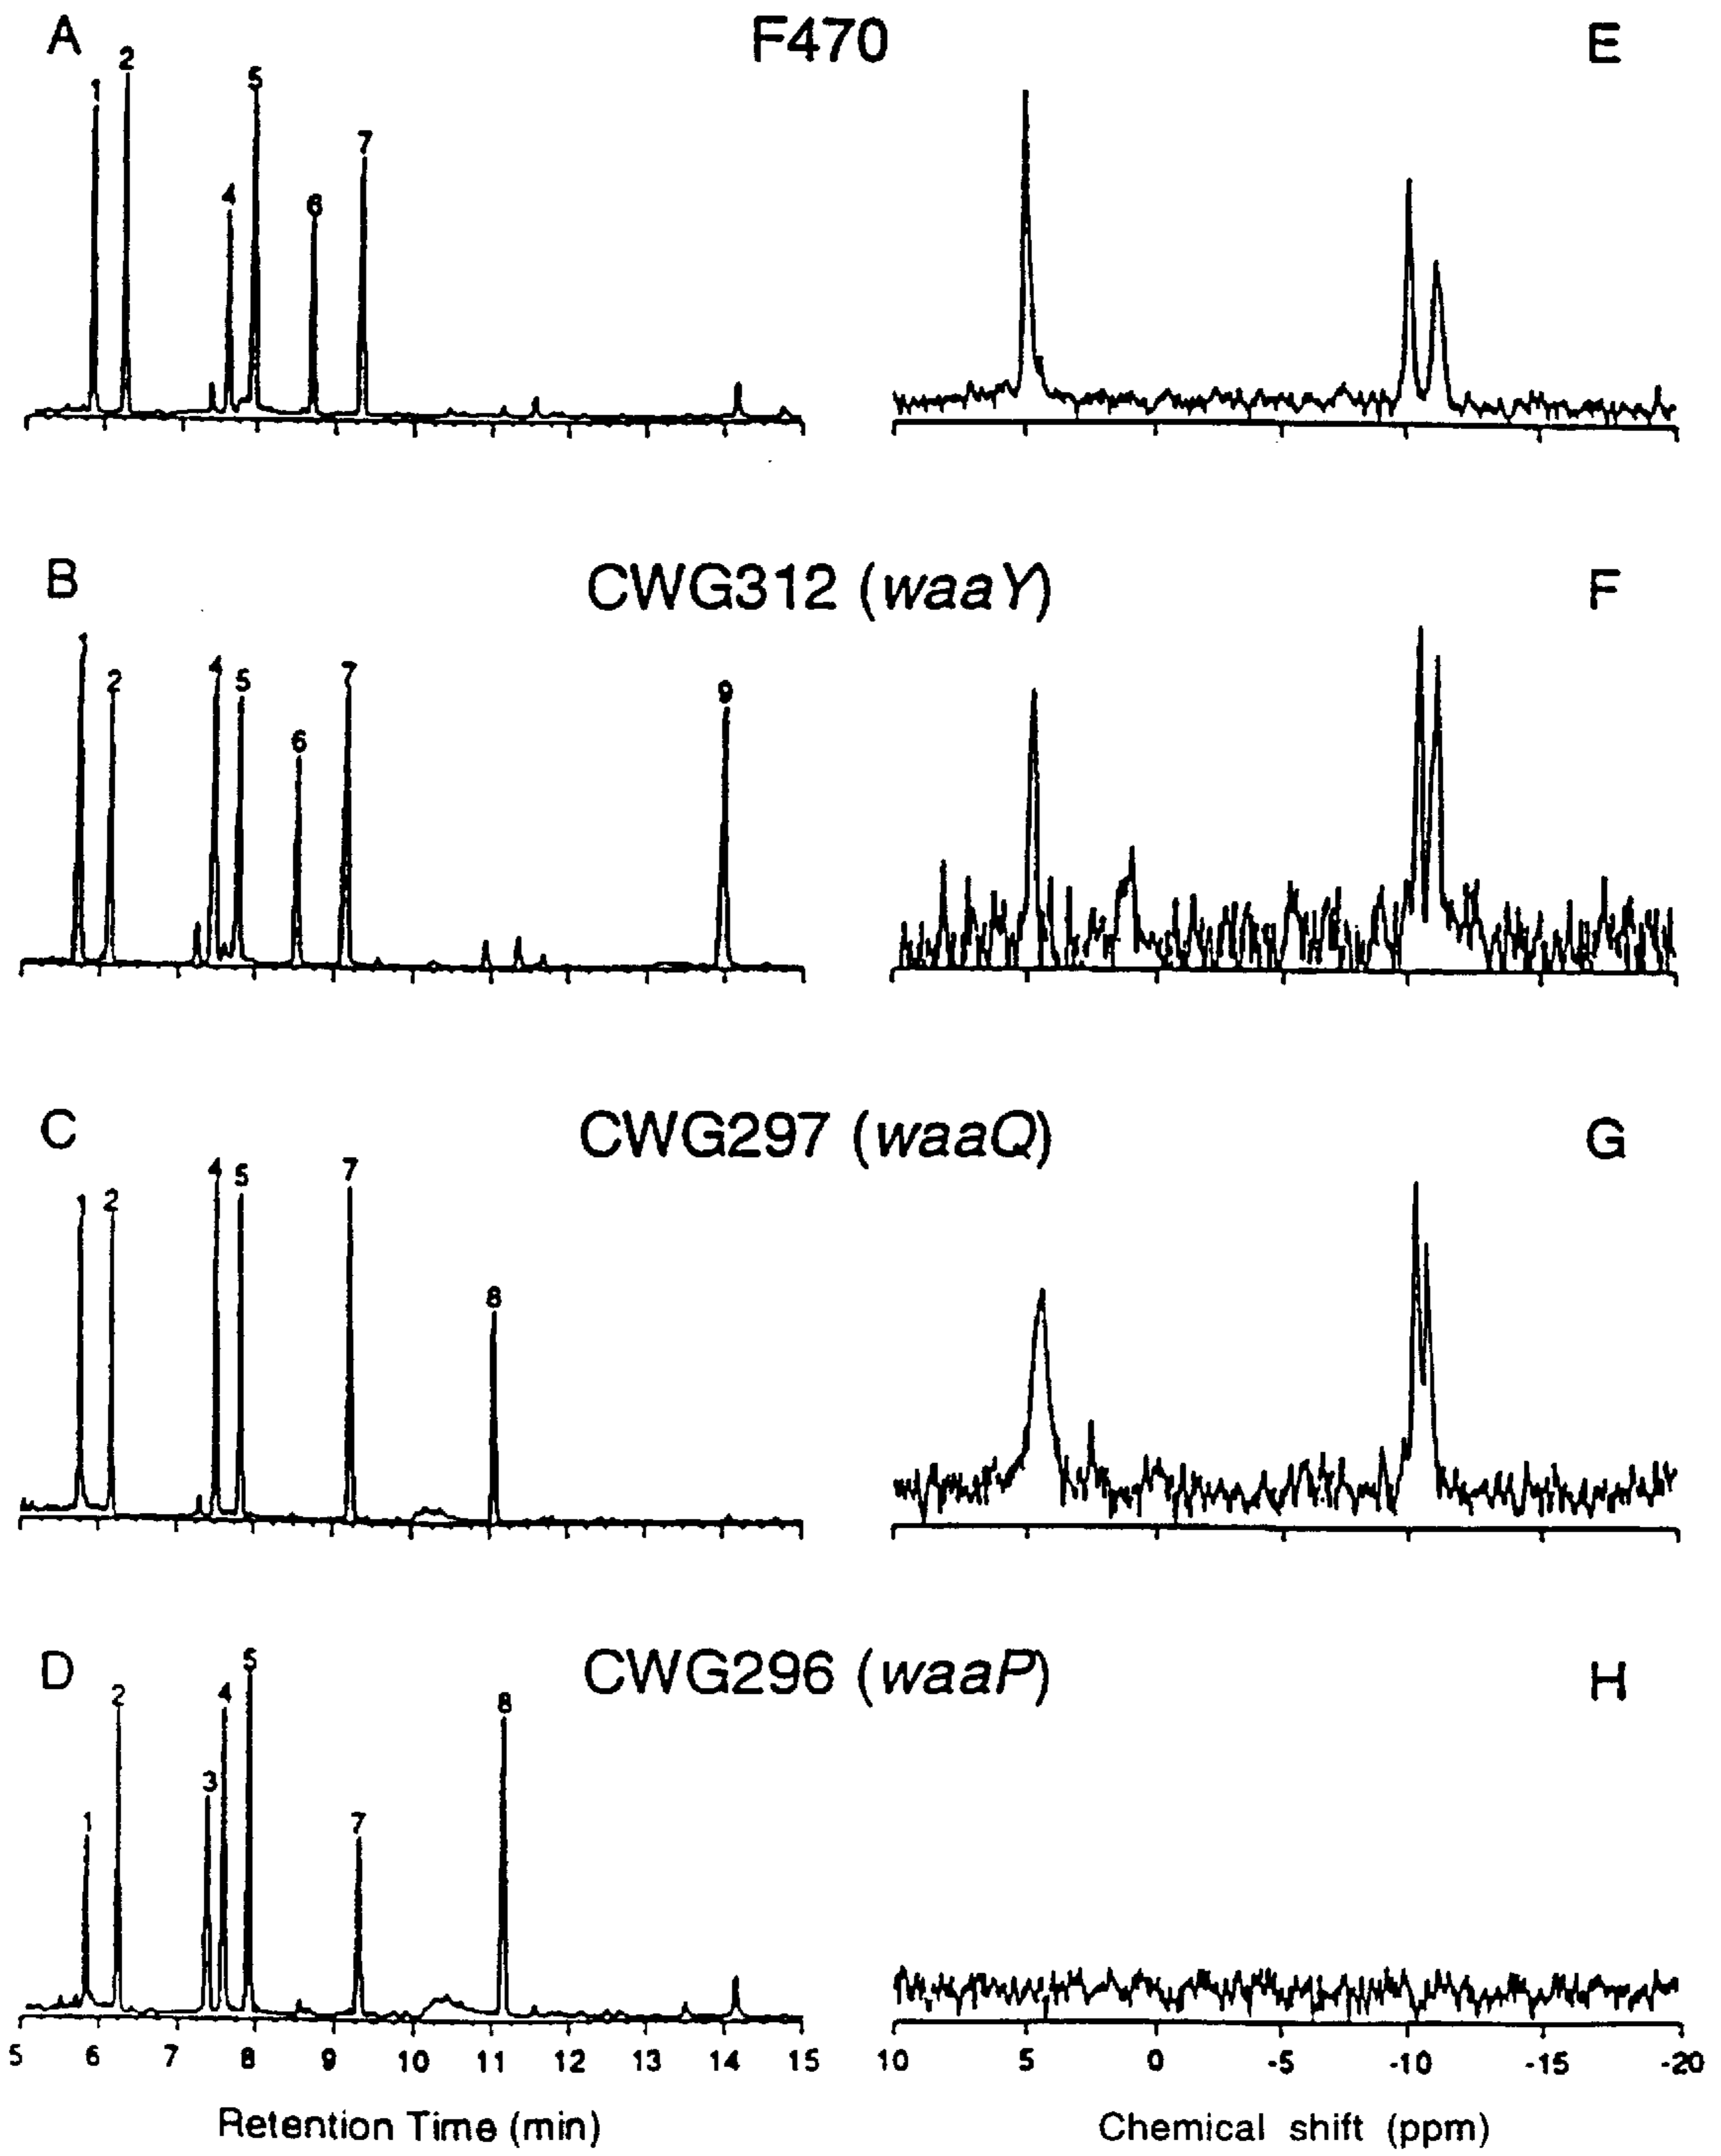 A F470 E
1 2 4 5 6 7
B CWG312 (waaY) F
1 2 4 5 6 7 9
C CWG297 (waaQ) G
1 2 4 5 7 8
D CWG296 (waaP) H
1 2 3 4 5 7 8
5 6 7 8 9 10 11 12 13 14 15 10 5 0 -5 -10 -15 -20
Retention Time (min) Chemical shift (ppm)